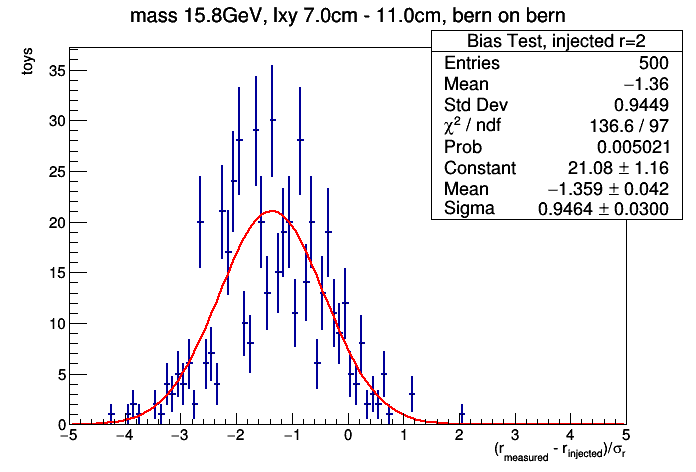 mass 15.8GeV, lxy 7.0cm - 11.0cm, bern on bern
Bias Test, injected r=2
Entries 500
Mean −1.36
Std Dev 0.9449
χ² / ndf 136.6 / 97
Prob 0.005021
Constant 21.08 ± 1.16
Mean −1.359 ± 0.042
Sigma 0.9464 ± 0.0300
toys
35
30
25
20
15
10
5
0
−5 −4 −3 −2 −1 0 1 2 3 4 5
(r_measured - r_injected)/σ_r